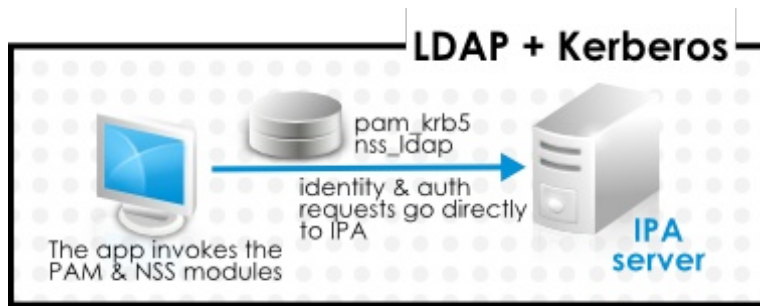 LDAP + Kerberos
pam_krb5
nss_ldap
identity & auth
requests go directly
to IPA
The app invokes the
PAM & NSS modules
IPA
server